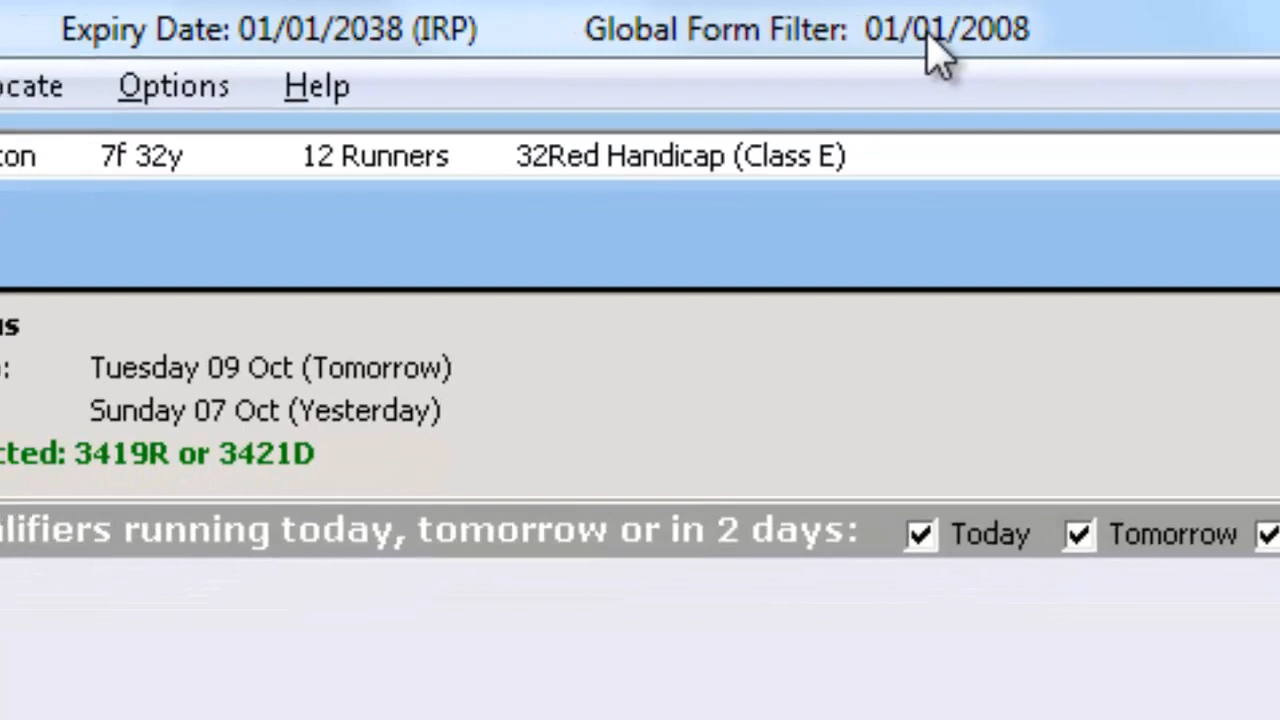 Expiry Date: 01/01/2038 (IRP) Global Form Filter: 01/01/2008
Options Help
7f 32y 12 Runners 32Red Handicap (Class E)
Tuesday 09 Oct (Tomorrow)
Sunday 07 Oct (Yesterday)
3419R or 3421D
running today, tomorrow or in 2 days: Today Tomorrow